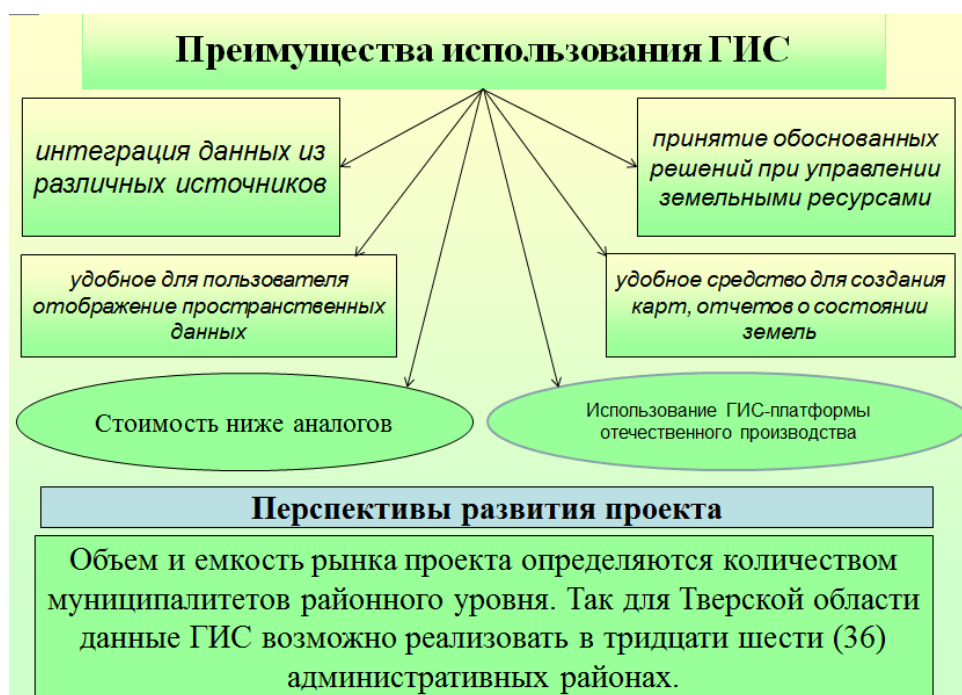 Преимущества использования ГИС
интеграция данных из
различных источников
принятие обоснованных
решений при управлении
земельными ресурсами
удобное для пользователя
отображение пространственных
данных
удобное средство для создания
карт, отчетов о состоянии
земель
Стоимость ниже аналогов
Использование ГИС-платформы
отечественного производства
Перспективы развития проекта
Объем и емкость рынка проекта определяются количеством
муниципалитетов районного уровня. Так для Тверской области
данные ГИС возможно реализовать в тридцати шести (36)
административных районах.